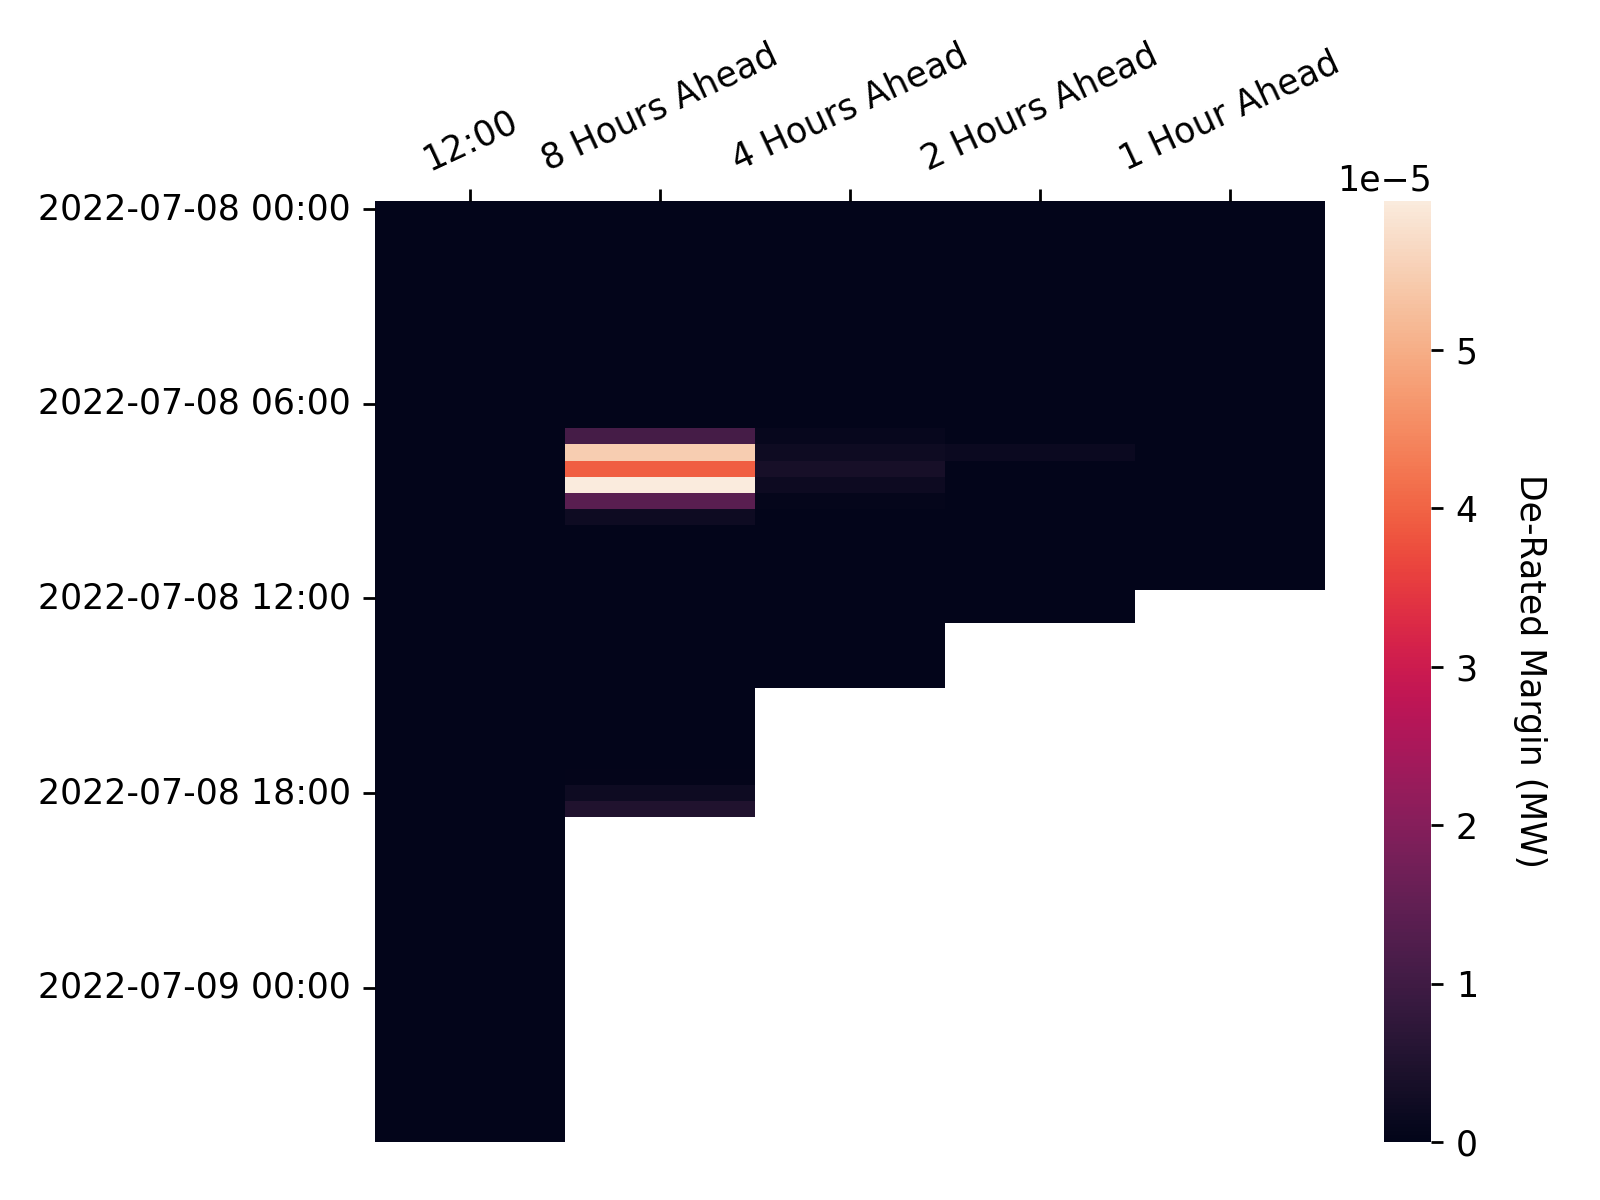 12:00
8 Hours Ahead
4 Hours Ahead
2 Hours Ahead
1 Hour Ahead
1e−5
2022-07-08 00:00
2022-07-08 06:00
2022-07-08 12:00
2022-07-08 18:00
2022-07-09 00:00
5
4
3
2
1
0
De-Rated Margin (MW)